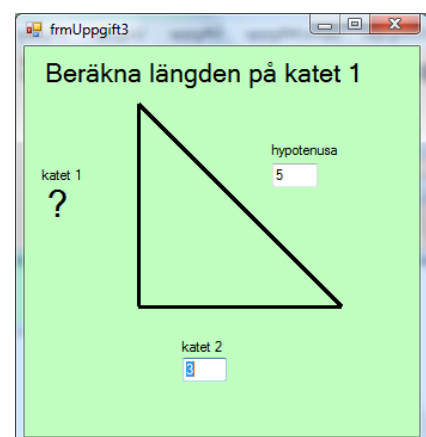 frmUppgift3
Beräkna längden på katet 1
hypotenusa
5
katet 1
?
katet 2
3